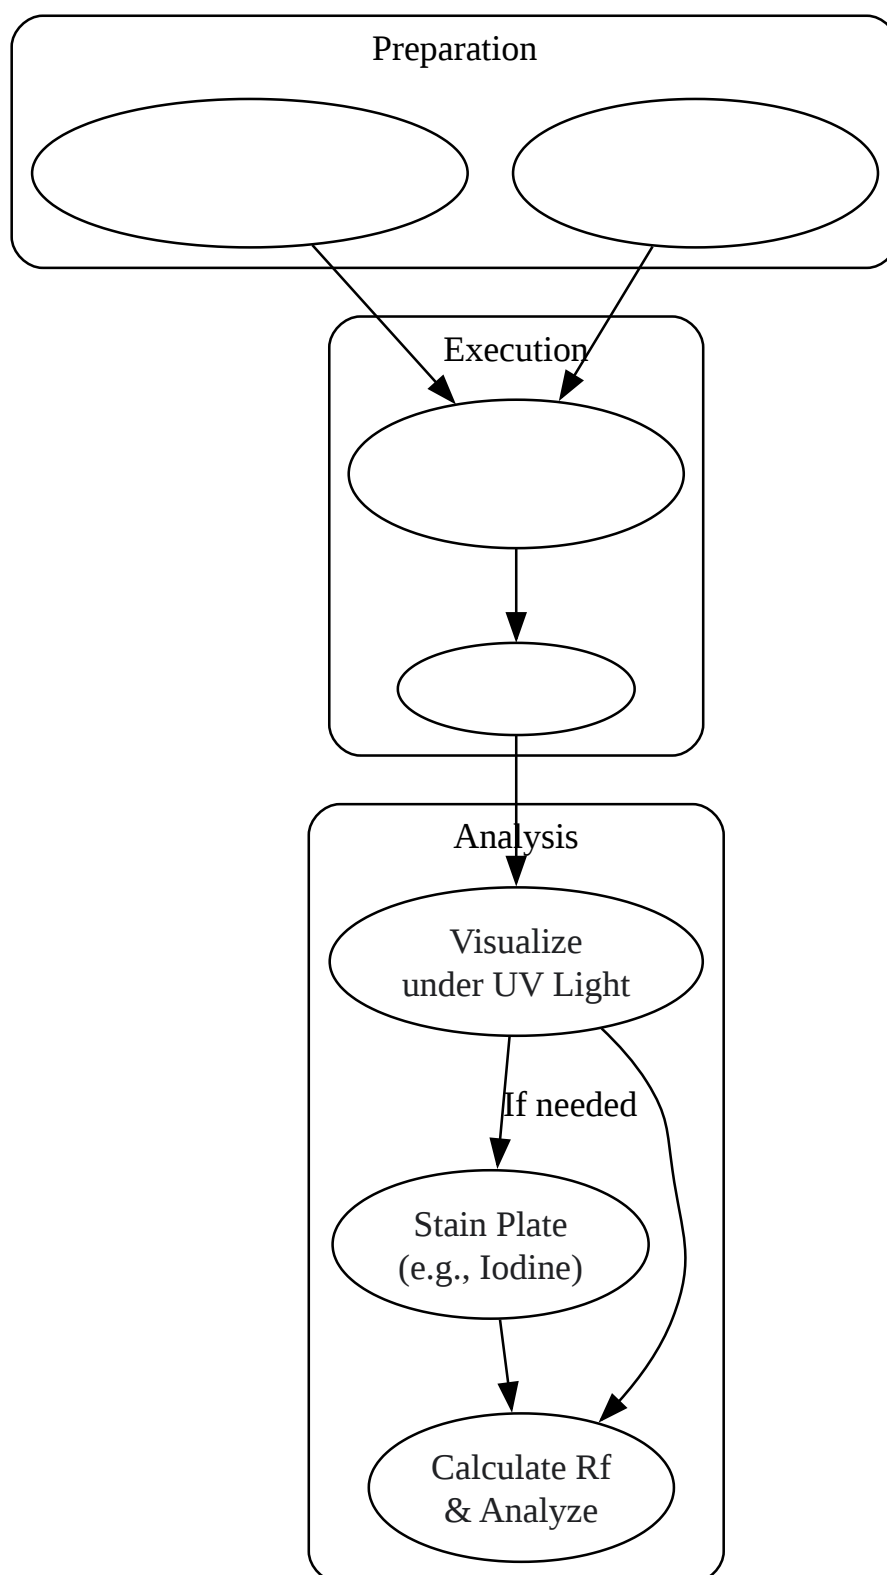 Preparation
Execution
Analysis
Visualize
under UV Light
If needed
Stain Plate
(e.g., Iodine)
Calculate Rf
& Analyze